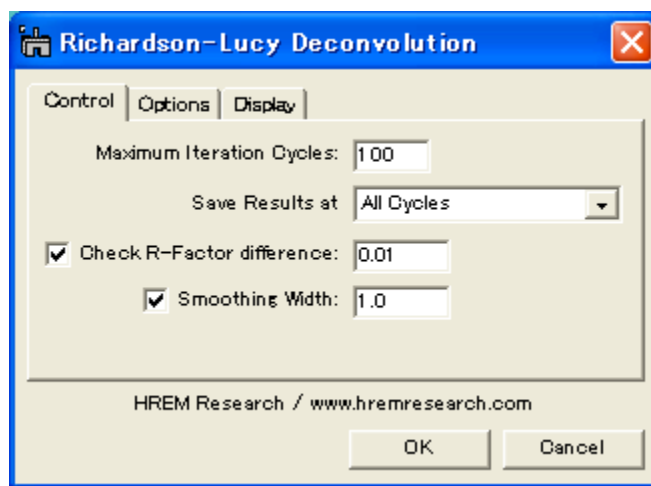 Richardson-Lucy Deconvolution
Control Options Display
Maximum Iteration Cycles: 100
Save Results at All Cycles
Check R-Factor difference: 0.01
Smoothing Width: 1.0
HREM Research / www.hremresearch.com
OK Cancel